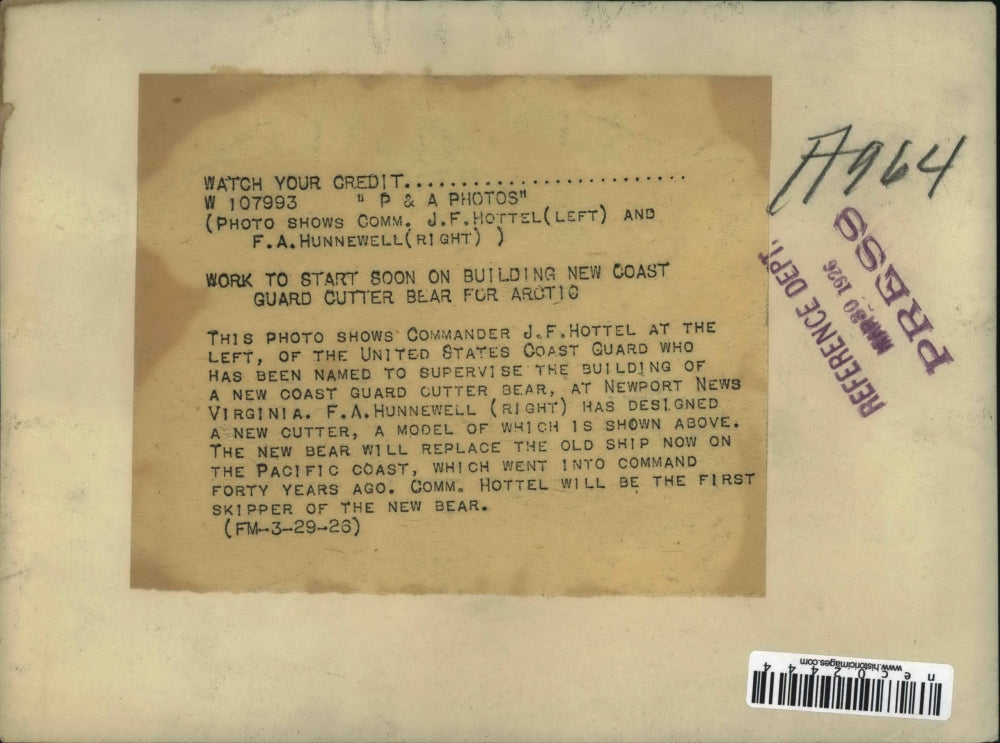 WATCH YOUR CREDIT..............................
W 107993 " P & A PHOTOS"
(PHOTO SHOWS COMM. J.F.HOTTEL(LEFT) AND
F.A.HUNNEWELL(RIGHT) )
WORK TO START SOON ON BUILDING NEW COAST
GUARD CUTTER BEAR FOR ARCTIC
THIS PHOTO SHOWS COMMANDER J.F.HOTTEL AT THE
LEFT, OF THE UNITED STATES COAST GUARD WHO
HAS BEEN NAMED TO SUPERVISE THE BUILDING OF
A NEW COAST GUARD CUTTER BEAR, AT NEWPORT NEWS
VIRGINIA. F.A.HUNNEWELL (RIGHT) HAS DESIGNED
A NEW CUTTER, A MODEL OF WHICH IS SHOWN ABOVE.
THE NEW BEAR WILL REPLACE THE OLD SHIP NOW ON
THE PACIFIC COAST, WHICH WENT INTO COMMAND
FORTY YEARS AGO. COMM. HOTTEL WILL BE THE FIRST
SKIPPER OF THE NEW BEAR.
(FM-3-29-26)
A964
REFERENCE DEPT.
MAR 30 1926
PRESS
www.historicimages.com
nec02444